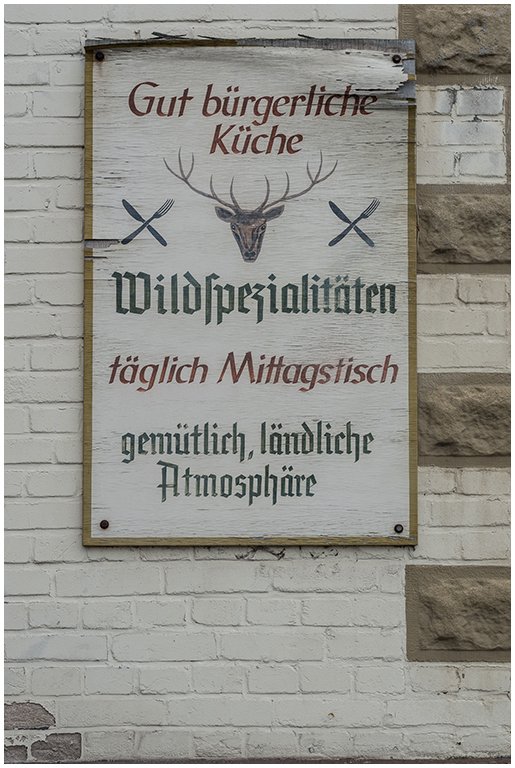 Gut bürgerliche
Küche
Wildſpezialitäten
täglich Mittagstisch
gemütlich, ländliche
Atmosphäre